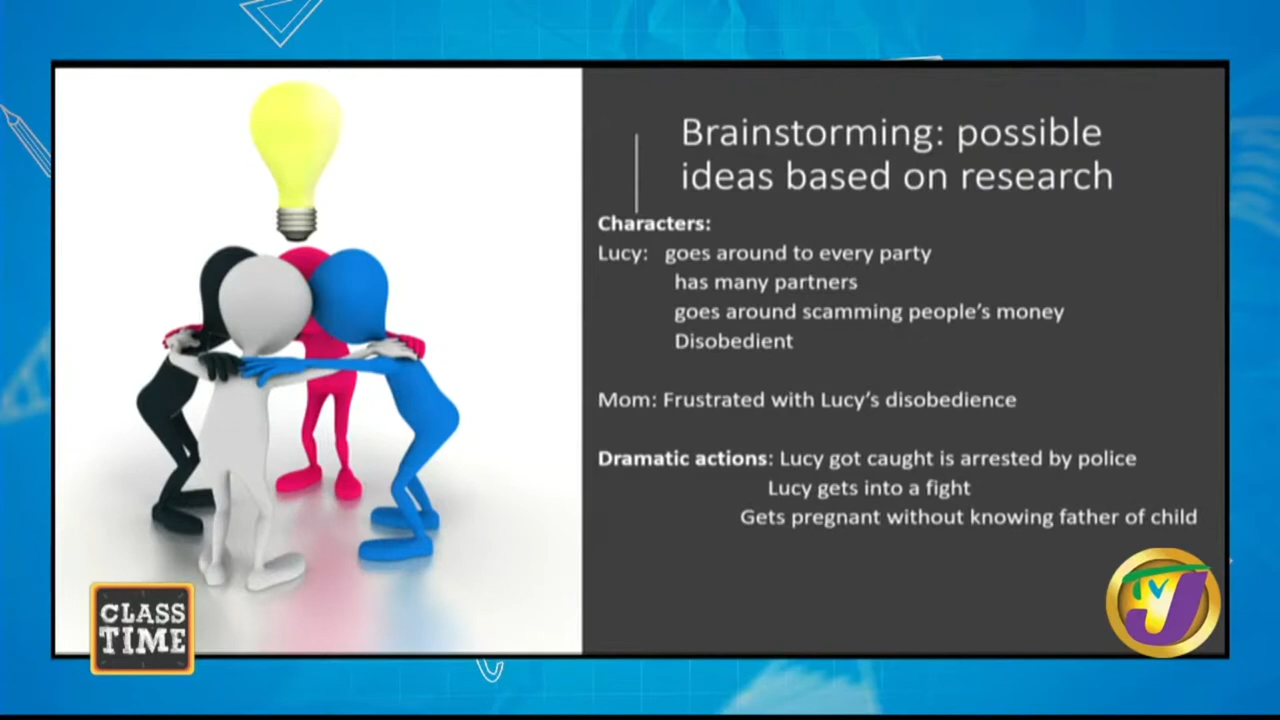 Brainstorming: possible
ideas based on research
Characters:
Lucy: goes around to every party
has many partners
goes around scamming people's money
Disobedient
Mom: Frustrated with Lucy's disobedience
Dramatic actions: Lucy got caught is arrested by police
Lucy gets into a fight
Gets pregnant without knowing father of child
CLASS
TIME
TVJ